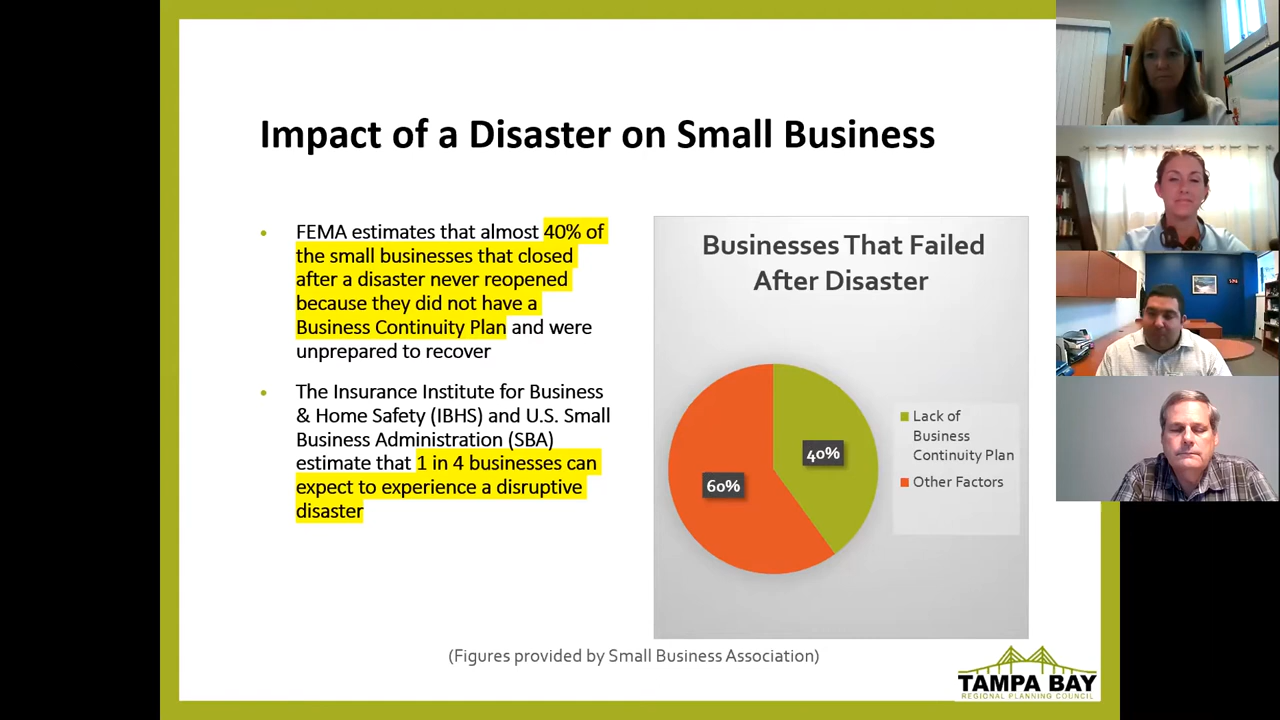 Impact of a Disaster on Small Business
FEMA estimates that almost 40% of
the small businesses that closed
after a disaster never reopened
because they did not have a
Business Continuity Plan and were
unprepared to recover
The Insurance Institute for Business
& Home Safety (IBHS) and U.S. Small
Business Administration (SBA)
estimate that 1 in 4 businesses can
expect to experience a disruptive
disaster
Businesses That Failed
After Disaster
40%
60%
Lack of
Business
Continuity Plan
Other Factors
(Figures provided by Small Business Association)
TAMPA BAY
REGIONAL PLANNING COUNCIL